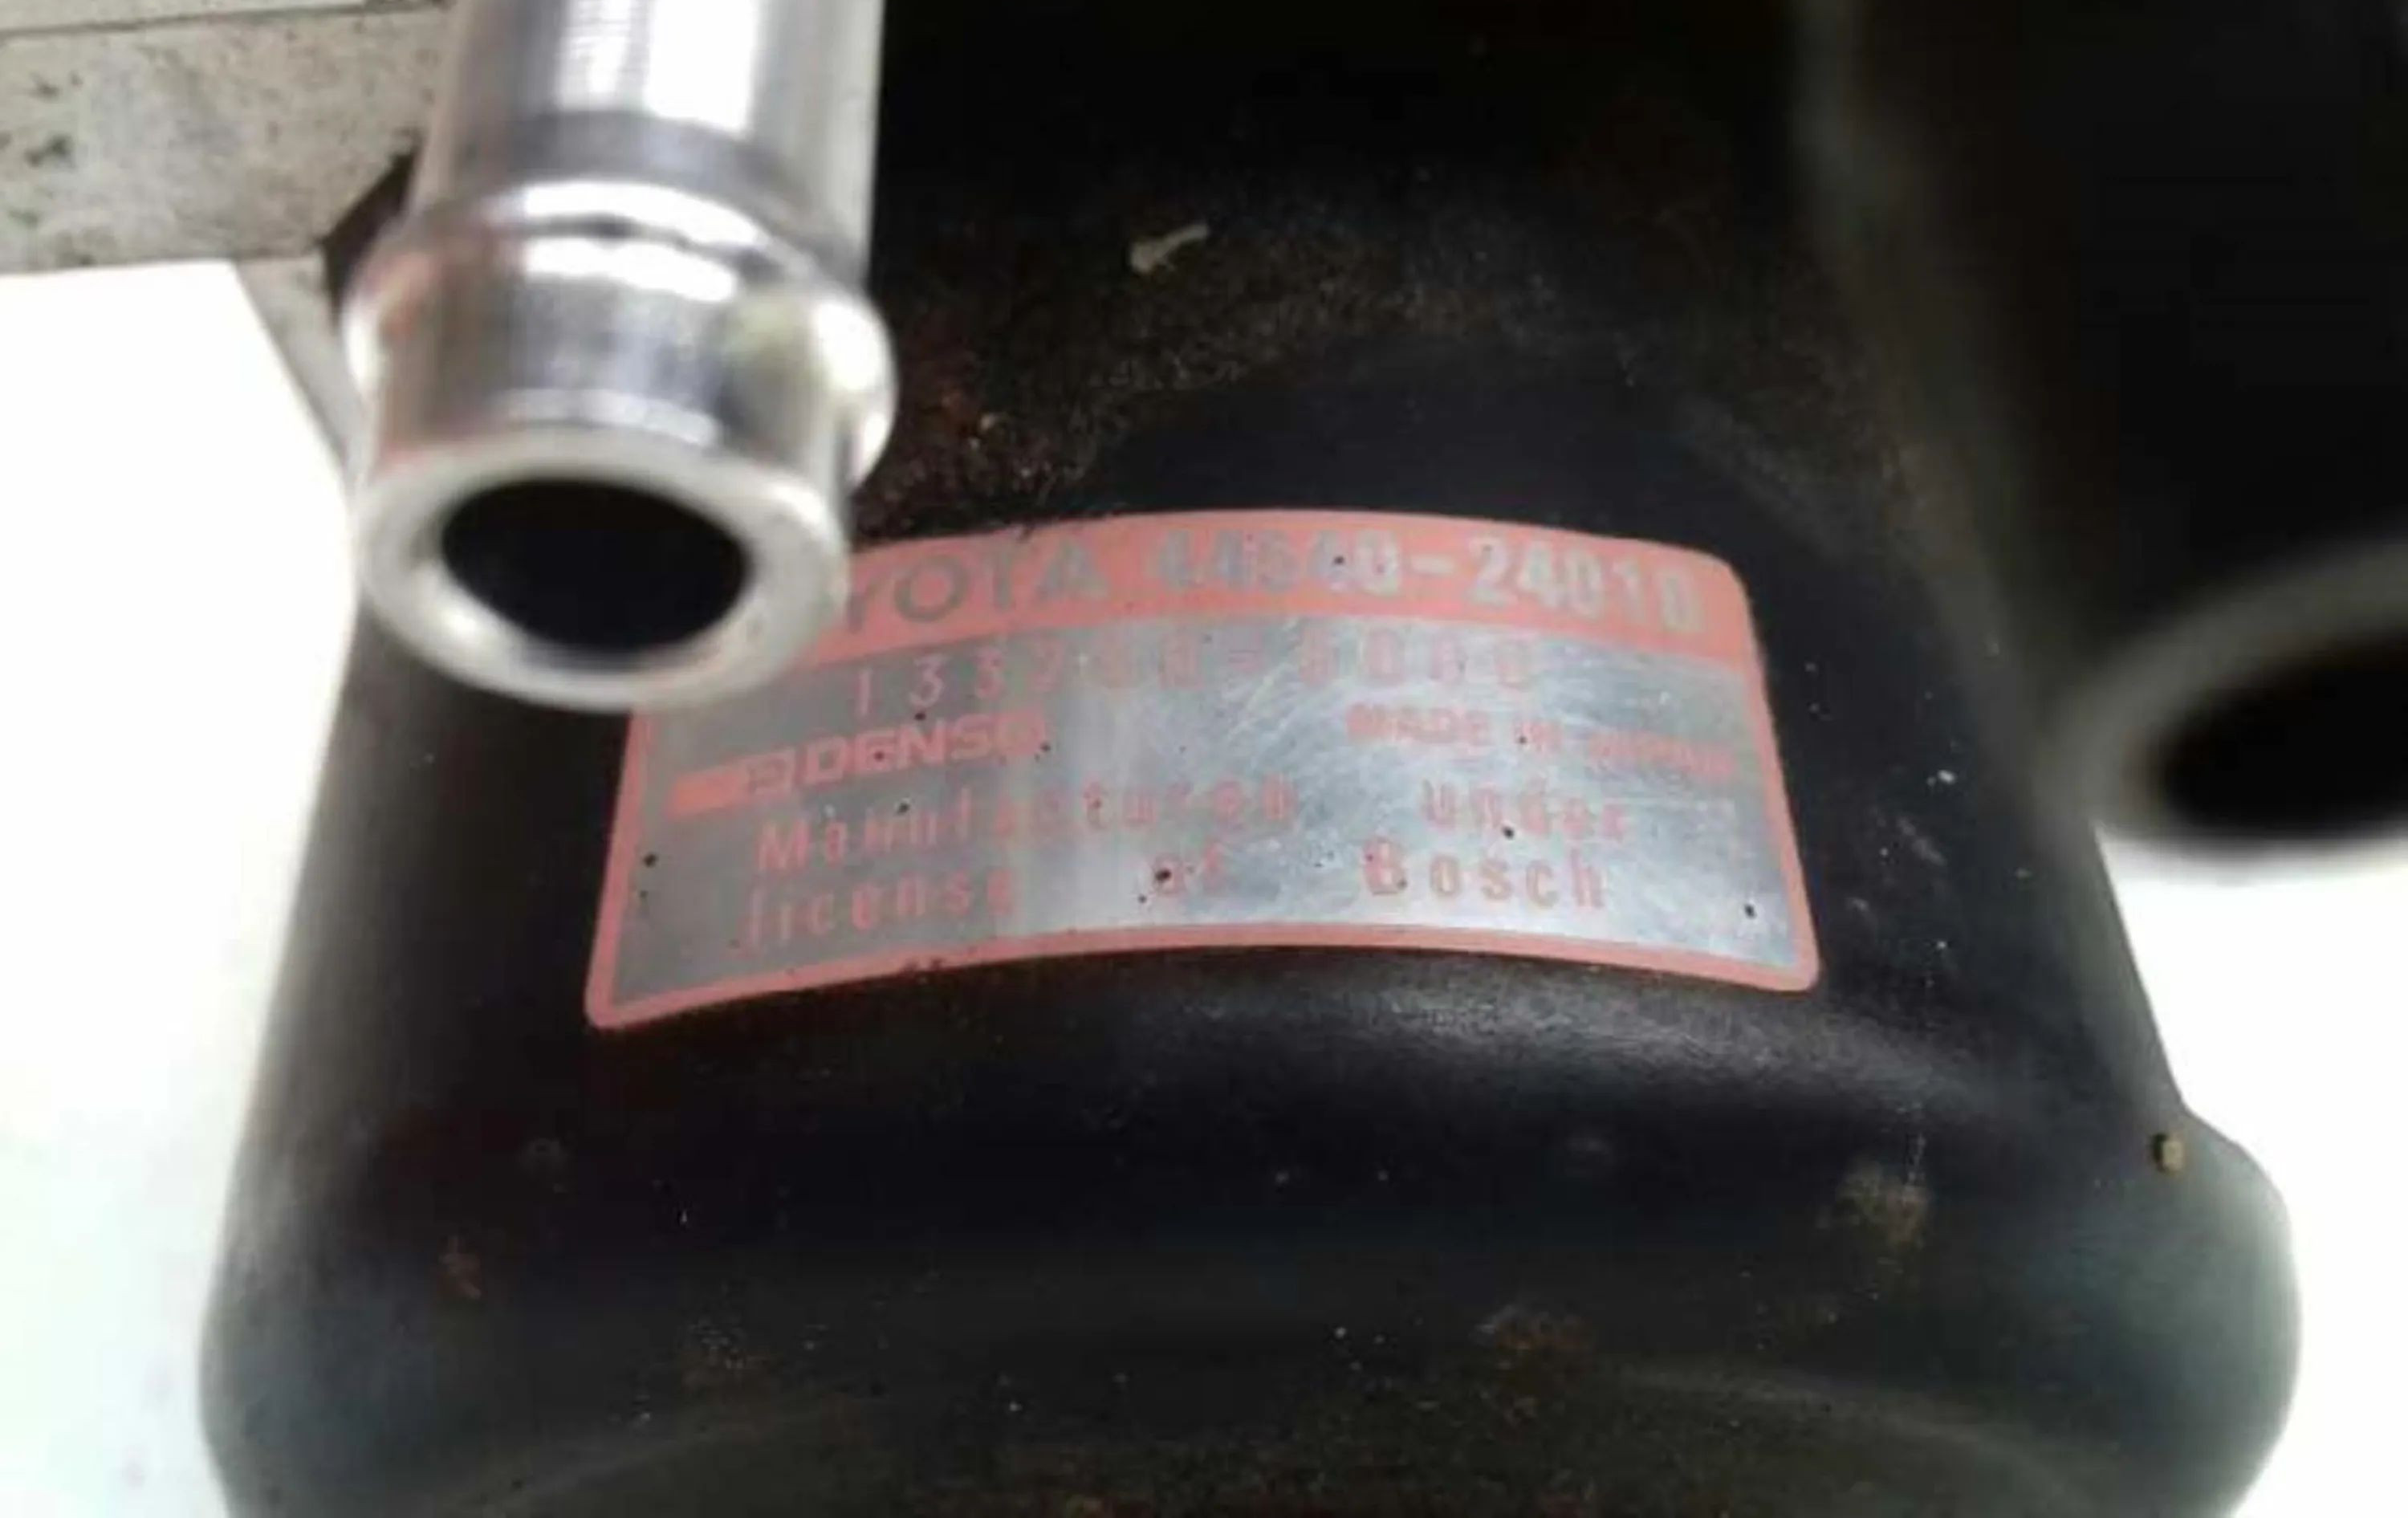 YOTA 44640-24010
DENSO MADE IN JAPAN
Manufactured under
license of Bosch